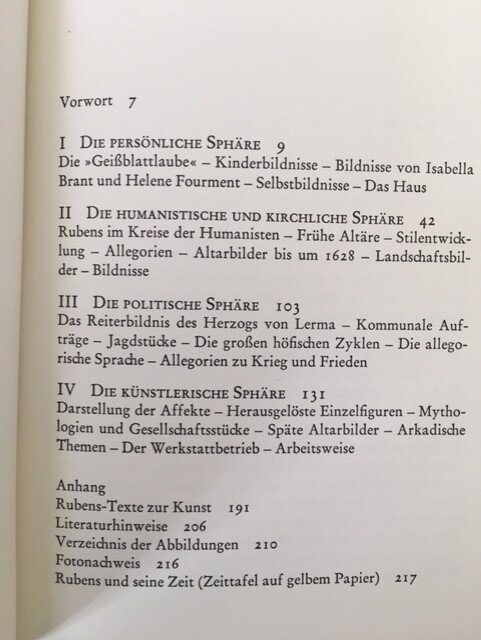 Vorwort 7
I Die persönliche Sphäre 9
Die »Geißblattlaube« – Kinderbildnisse – Bildnisse von Isabella
Brant und Helene Fourment – Selbstbildnisse – Das Haus
II Die humanistische und kirchliche Sphäre 42
Rubens im Kreise der Humanisten – Frühe Altäre – Stilentwick-
lung – Allegorien – Altarbilder bis um 1628 – Landschaftsbil-
der – Bildnisse
III Die politische Sphäre 103
Das Reiterbildnis des Herzogs von Lerma – Kommunale Auf-
träge – Jagdstücke – Die großen höfischen Zyklen – Die allego-
rische Sprache – Allegorien zu Krieg und Frieden
IV Die künstlerische Sphäre 131
Darstellung der Affekte – Herausgelöste Einzelfiguren – Mytho-
logien und Gesellschaftsstücke – Späte Altarbilder – Arkadische
Themen – Der Werkstattbetrieb – Arbeitsweise
Anhang
Rubens-Texte zur Kunst 191
Literaturhinweise 206
Verzeichnis der Abbildungen 210
Fotonachweis 216
Rubens und seine Zeit (Zeittafel auf gelbem Papier) 217